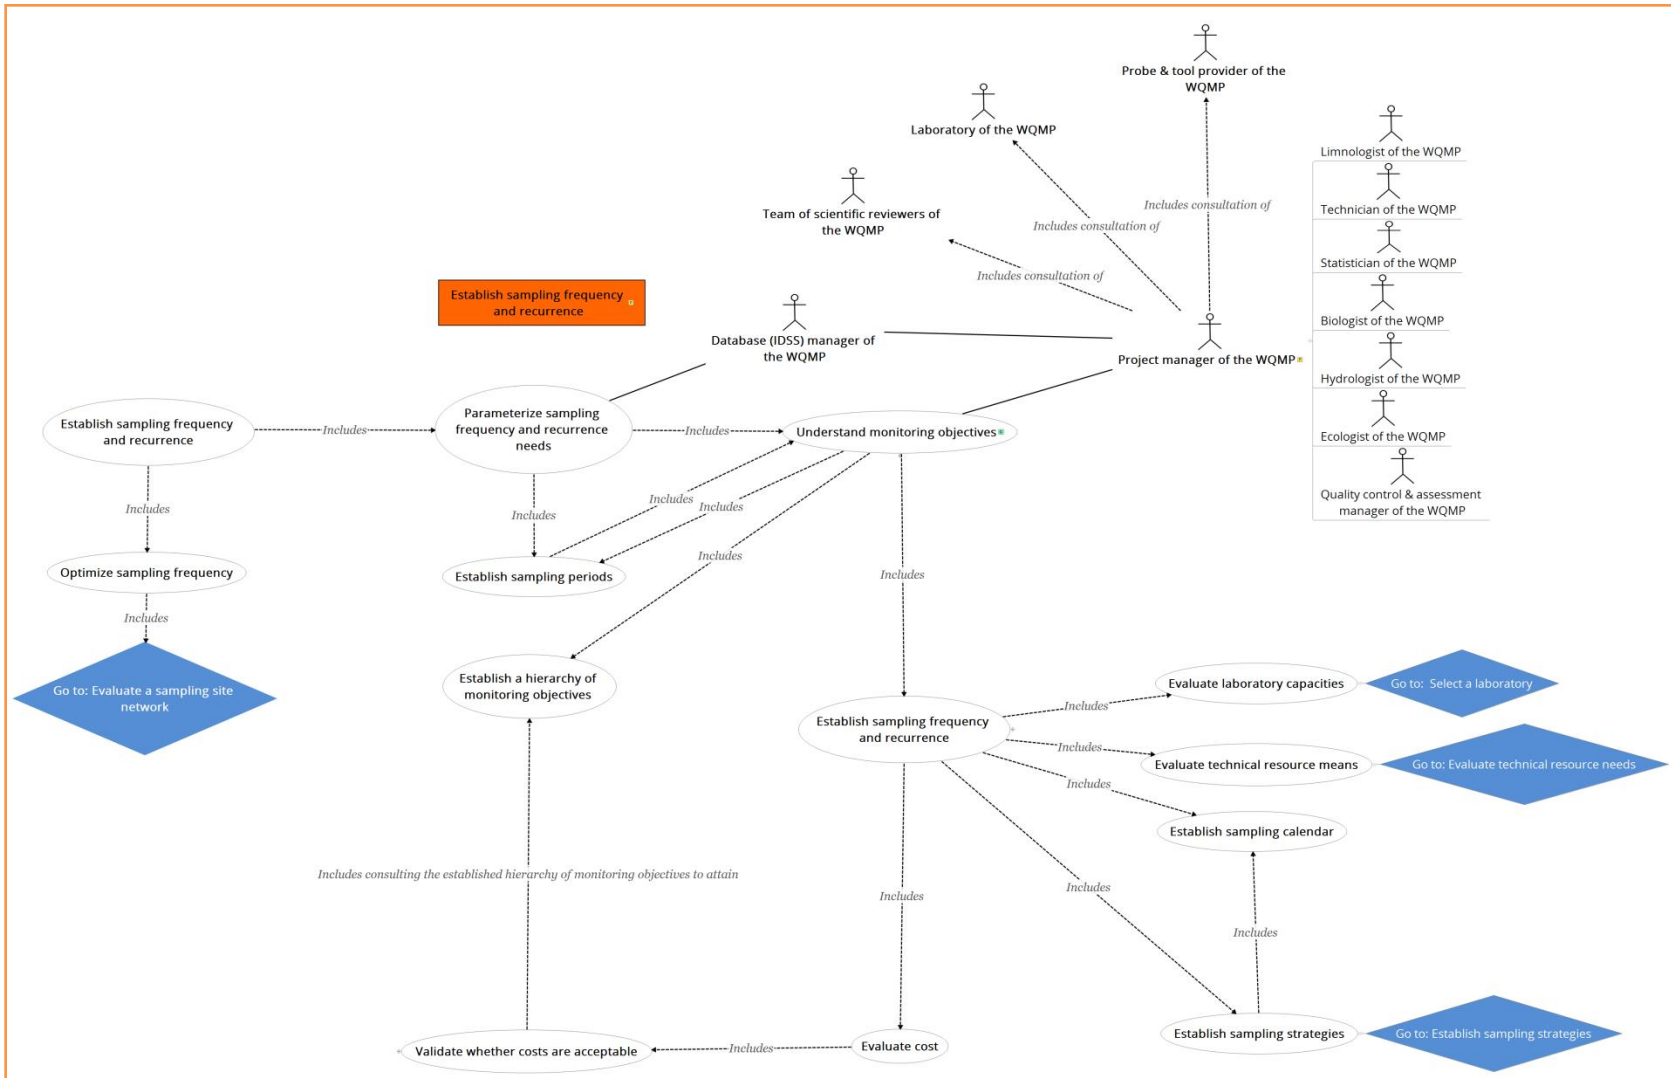 Probe & tool provider of the
WQMP
Laboratory of the WQMP
Limnologist of the WQMP
Team of scientific reviewers of
the WQMP
Includes consultation of
Includes consultation of
Includes consultation of
Technician of the WQMP
Statistician of the WQMP
Biologist of the WQMP
Hydrologist of the WQMP
Ecologist of the WQMP
Quality control & assessment
manager of the WQMP
Establish sampling frequency
and recurrence
Database (IDSS) manager of
the WQMP
Project manager of the WQMP
Establish sampling frequency
and recurrence
Includes
Parameterize sampling
frequency and recurrence
needs
Includes
Understand monitoring objectives
Includes
Includes
Includes
Includes
Includes
Includes
Optimize sampling frequency
Establish sampling periods
Includes
Go to: Evaluate a sampling site
network
Establish a hierarchy of
monitoring objectives
Establish sampling frequency
and recurrence
Includes
Evaluate laboratory capacities
Go to: Select a laboratory
Includes
Evaluate technical resource means
Go to: Evaluate technical resource needs
Includes
Establish sampling calendar
Includes consulting the established hierarchy of monitoring objectives to attain
Includes
Includes
Includes
Validate whether costs are acceptable
Includes
Evaluate cost
Establish sampling strategies
Go to: Establish sampling strategies